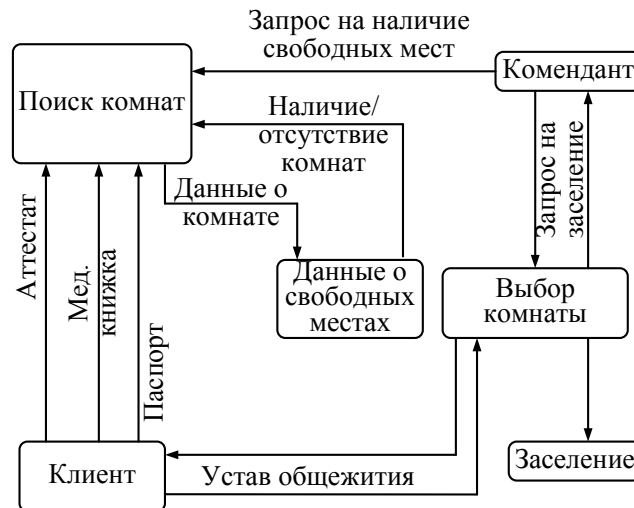 Запрос на наличие
свободных мест
Комендант
Поиск комнат
Наличие/
отсутствие
комнат
Запрос на
заселение
Данные о
комнате
Аттестат
Мед.
книжка
Паспорт
Данные о
свободных
местах
Выбор
комнаты
Клиент
Устав общежития
Заселение